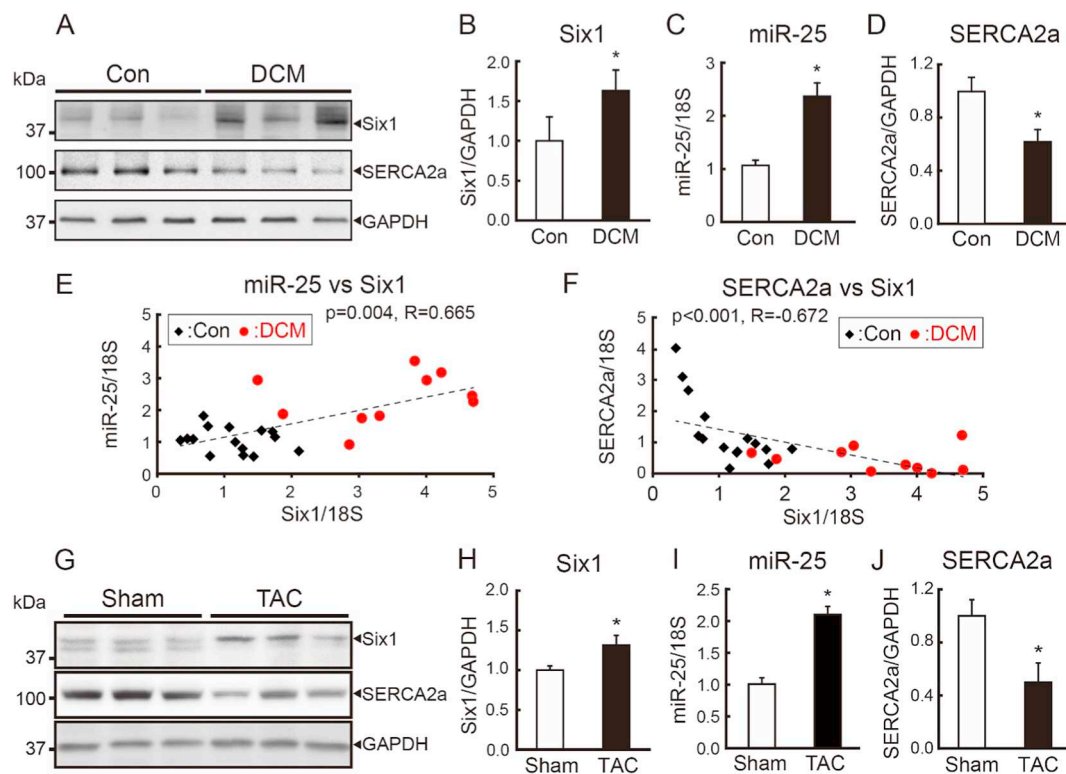 A
kDa
Con
DCM
37
Six1
100
SERCA2a
37
GAPDH
B
Six1
Six1/GAPDH
2.0
1.5
1.0
0.5
0.0
*
Con
DCM
C
miR-25
miR-25/18S
3
2
1
0
*
Con
DCM
D
SERCA2a
SERCA2a/GAPDH
1.2
0.8
0.4
0.0
*
Con
DCM
E
miR-25 vs Six1
p=0.004, R=0.665
:Con :DCM
miR-25/18S
5
4
3
2
1
0
0 1 2 3 4 5
Six1/18S
F
SERCA2a vs Six1
p<0.001, R=-0.672
:Con :DCM
SERCA2a/18S
5
4
3
2
1
0
0 1 2 3 4 5
Six1/18S
G
kDa
Sham
TAC
37
Six1
100
SERCA2a
37
GAPDH
H
Six1
Six1/GAPDH
2.0
1.5
1.0
0.5
0.0
*
Sham
TAC
I
miR-25
miR-25/18S
2.5
2.0
1.5
1.0
0.5
0.0
*
Sham
TAC
J
SERCA2a
SERCA2a/GAPDH
1.2
0.8
0.4
0.0
*
Sham
TAC